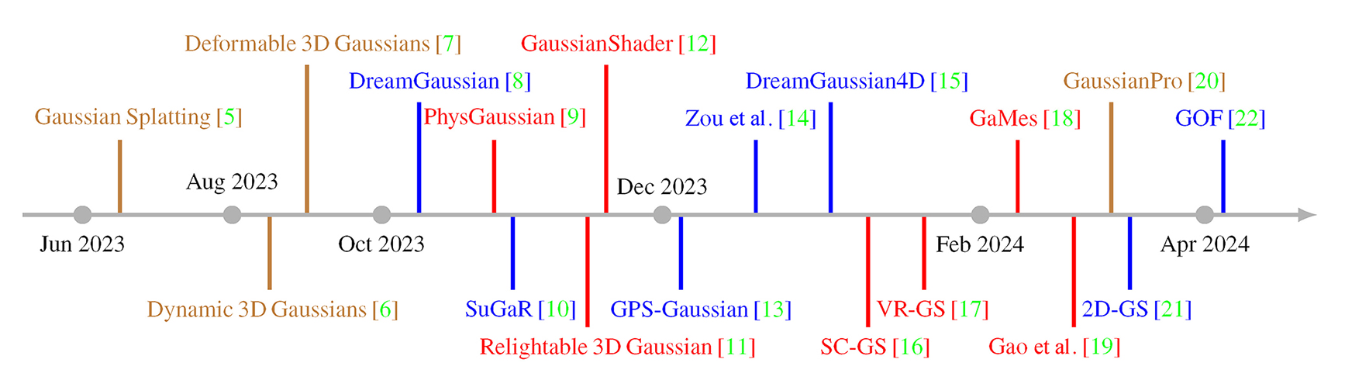 Deformable 3D Gaussians [7]
GaussianShader [12]
DreamGaussian [8]
DreamGaussian4D [15]
GaussianPro [20]
Gaussian Splatting [5]
PhysGaussian [9]
Zou et al. [14]
GaMes [18]
GOF [22]
Aug 2023
Dec 2023
Jun 2023
Oct 2023
Feb 2024
Apr 2024
Dynamic 3D Gaussians [6]
SuGaR [10]
GPS-Gaussian [13]
VR-GS [17]
2D-GS [21]
Relightable 3D Gaussian [11]
SC-GS [16]
Gao et al. [19]